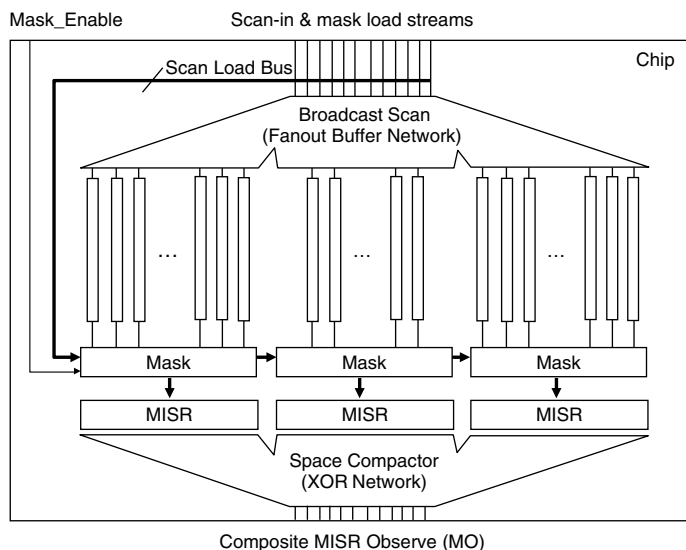 Mask_Enable
Scan-in & mask load streams
Chip
Scan Load Bus
Broadcast Scan
(Fanout Buffer Network)
... ... ...
Mask Mask Mask
MISR MISR MISR
Space Compactor
(XOR Network)
Composite MISR Observe (MO)